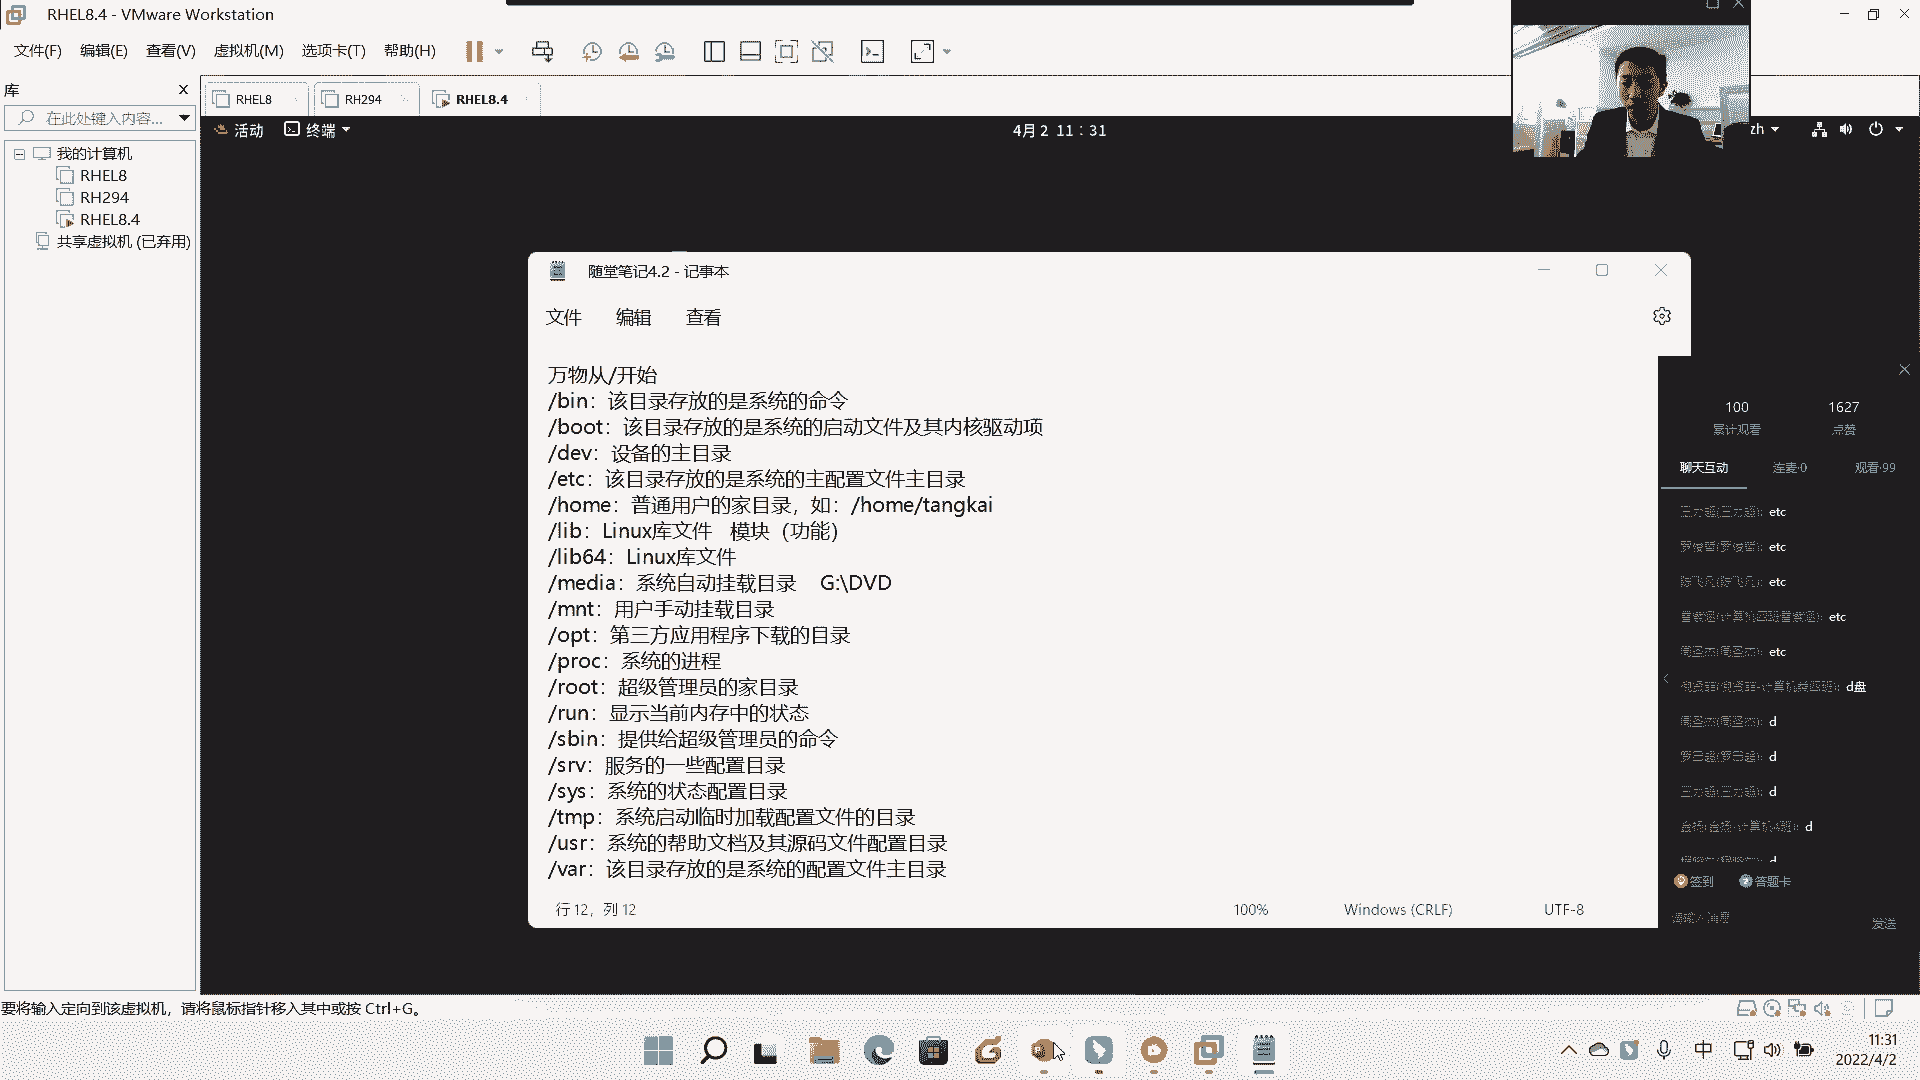 RHEL8.4 - VMware Workstation
文件(F) 编辑(E) 查看(V) 虚拟机(M) 选项卡(T) 帮助(H)
库
在此处键入内容...
我的计算机
RHEL8
RH294
RHEL8.4
共享虚拟机 (已弃用)
RHEL8 RH294 RHEL8.4
活动 终端 4月 2 11：31 zh
随堂笔记4.2 - 记事本
文件 编辑 查看
万物从/开始
/bin：该目录存放的是系统的命令
/boot：该目录存放的是系统的启动文件及其内核驱动项
/dev：设备的主目录
/etc：该目录存放的是系统的主配置文件主目录
/home：普通用户的家目录，如：/home/tangkai
/lib：Linux库文件 模块（功能）
/lib64：Linux库文件
/media：系统自动挂载目录 G:\DVD
/mnt：用户手动挂载目录
/opt：第三方应用程序下载的目录
/proc：系统的进程
/root：超级管理员的家目录
/run：显示当前内存中的状态
/sbin：提供给超级管理员的命令
/srv：服务的一些配置目录
/sys：系统的状态配置目录
/tmp：系统启动临时加载配置文件的目录
/usr：系统的帮助文档及其源码文件配置目录
/var：该目录存放的是系统的配置文件主目录
行 12，列 12 100% Windows (CRLF) UTF-8
100 1627
累计观看 点赞
聊天互动 连麦·0 观看·99
etc
etc
etc
etc
etc
d盘
d
d
d
d
d
签到 答题卡
发送
要将输入定向到该虚拟机，请将鼠标指针移入其中或按 Ctrl+G。
中
11:31
2022/4/2